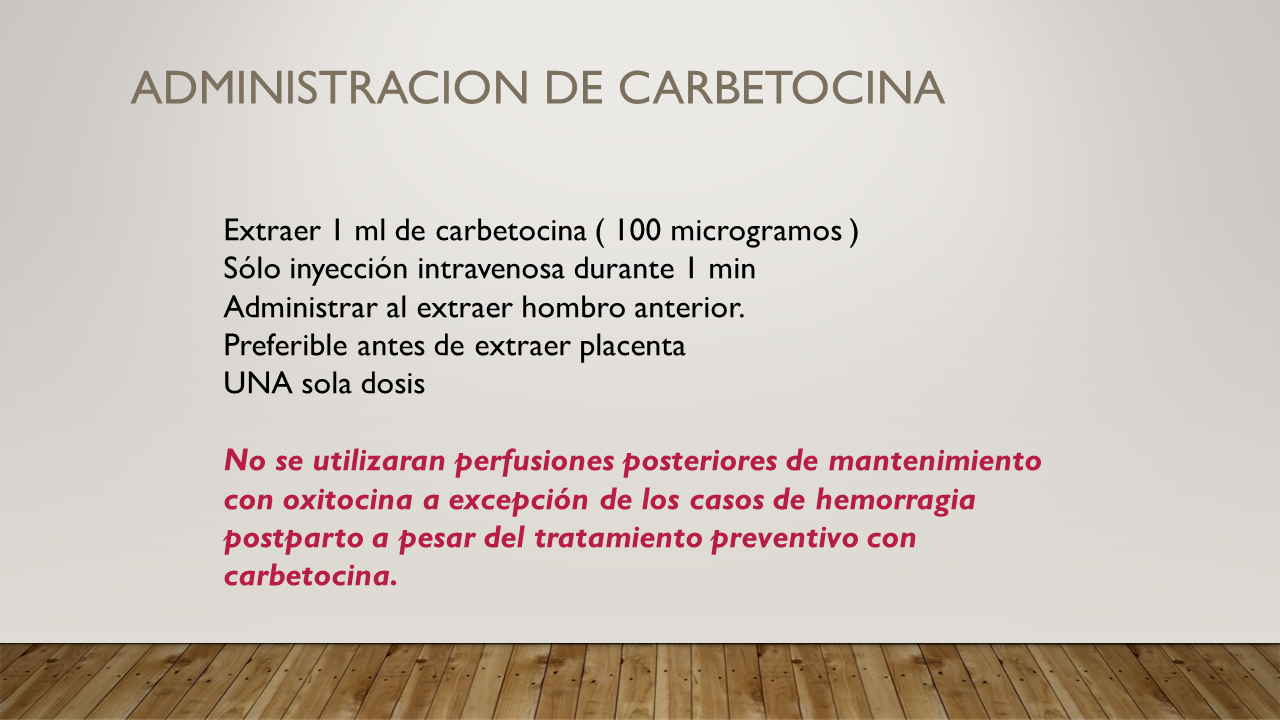 ADMINISTRACION DE CARBETOCINA
Extraer 1 ml de carbetocina ( 100 microgramos )
Sólo inyección intravenosa durante 1 min
Administrar al extraer hombro anterior.
Preferible antes de extraer placenta
UNA sola dosis
No se utilizaran perfusiones posteriores de mantenimiento
con oxitocina a excepción de los casos de hemorragia
postparto a pesar del tratamiento preventivo con
carbetocina.